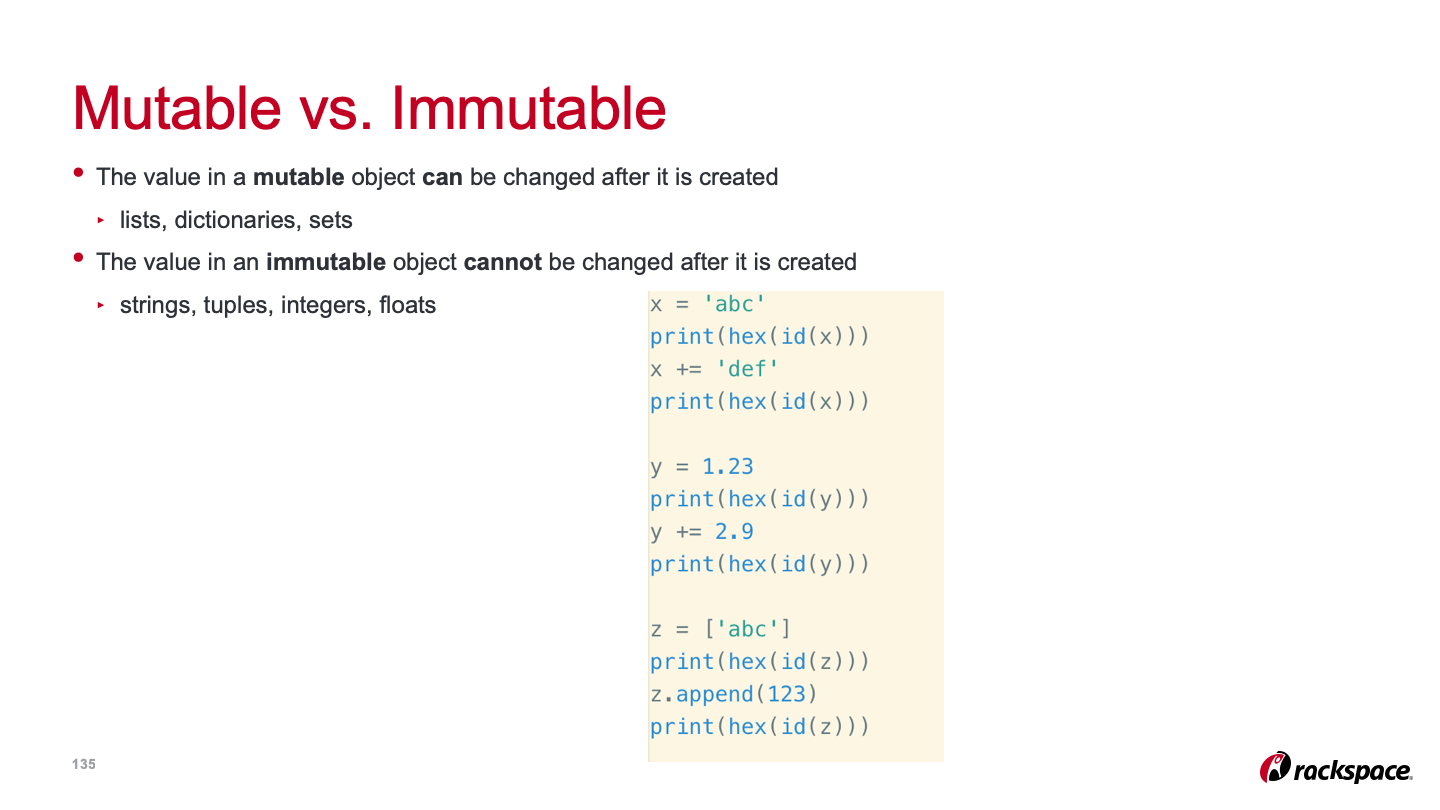 Mutable vs. Immutable
• The value in a mutable object can be changed after it is created
▸ lists, dictionaries, sets
• The value in an immutable object cannot be changed after it is created
▸ strings, tuples, integers, floats
x = 'abc'
print(hex(id(x)))
x += 'def'
print(hex(id(x)))
y = 1.23
print(hex(id(y)))
y += 2.9
print(hex(id(y)))
z = ['abc']
print(hex(id(z)))
z.append(123)
print(hex(id(z)))
135
rackspace.